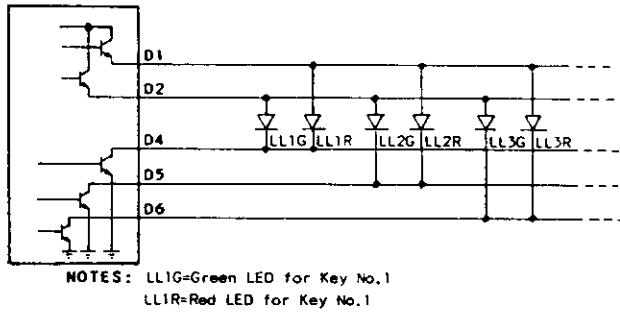 D1
D2
LL1G LL1R LL2G LL2R LL3G LL3R
D4
D5
D6
NOTES: LL1G=Green LED for Key No.1
LL1R=Red LED for Key No.1